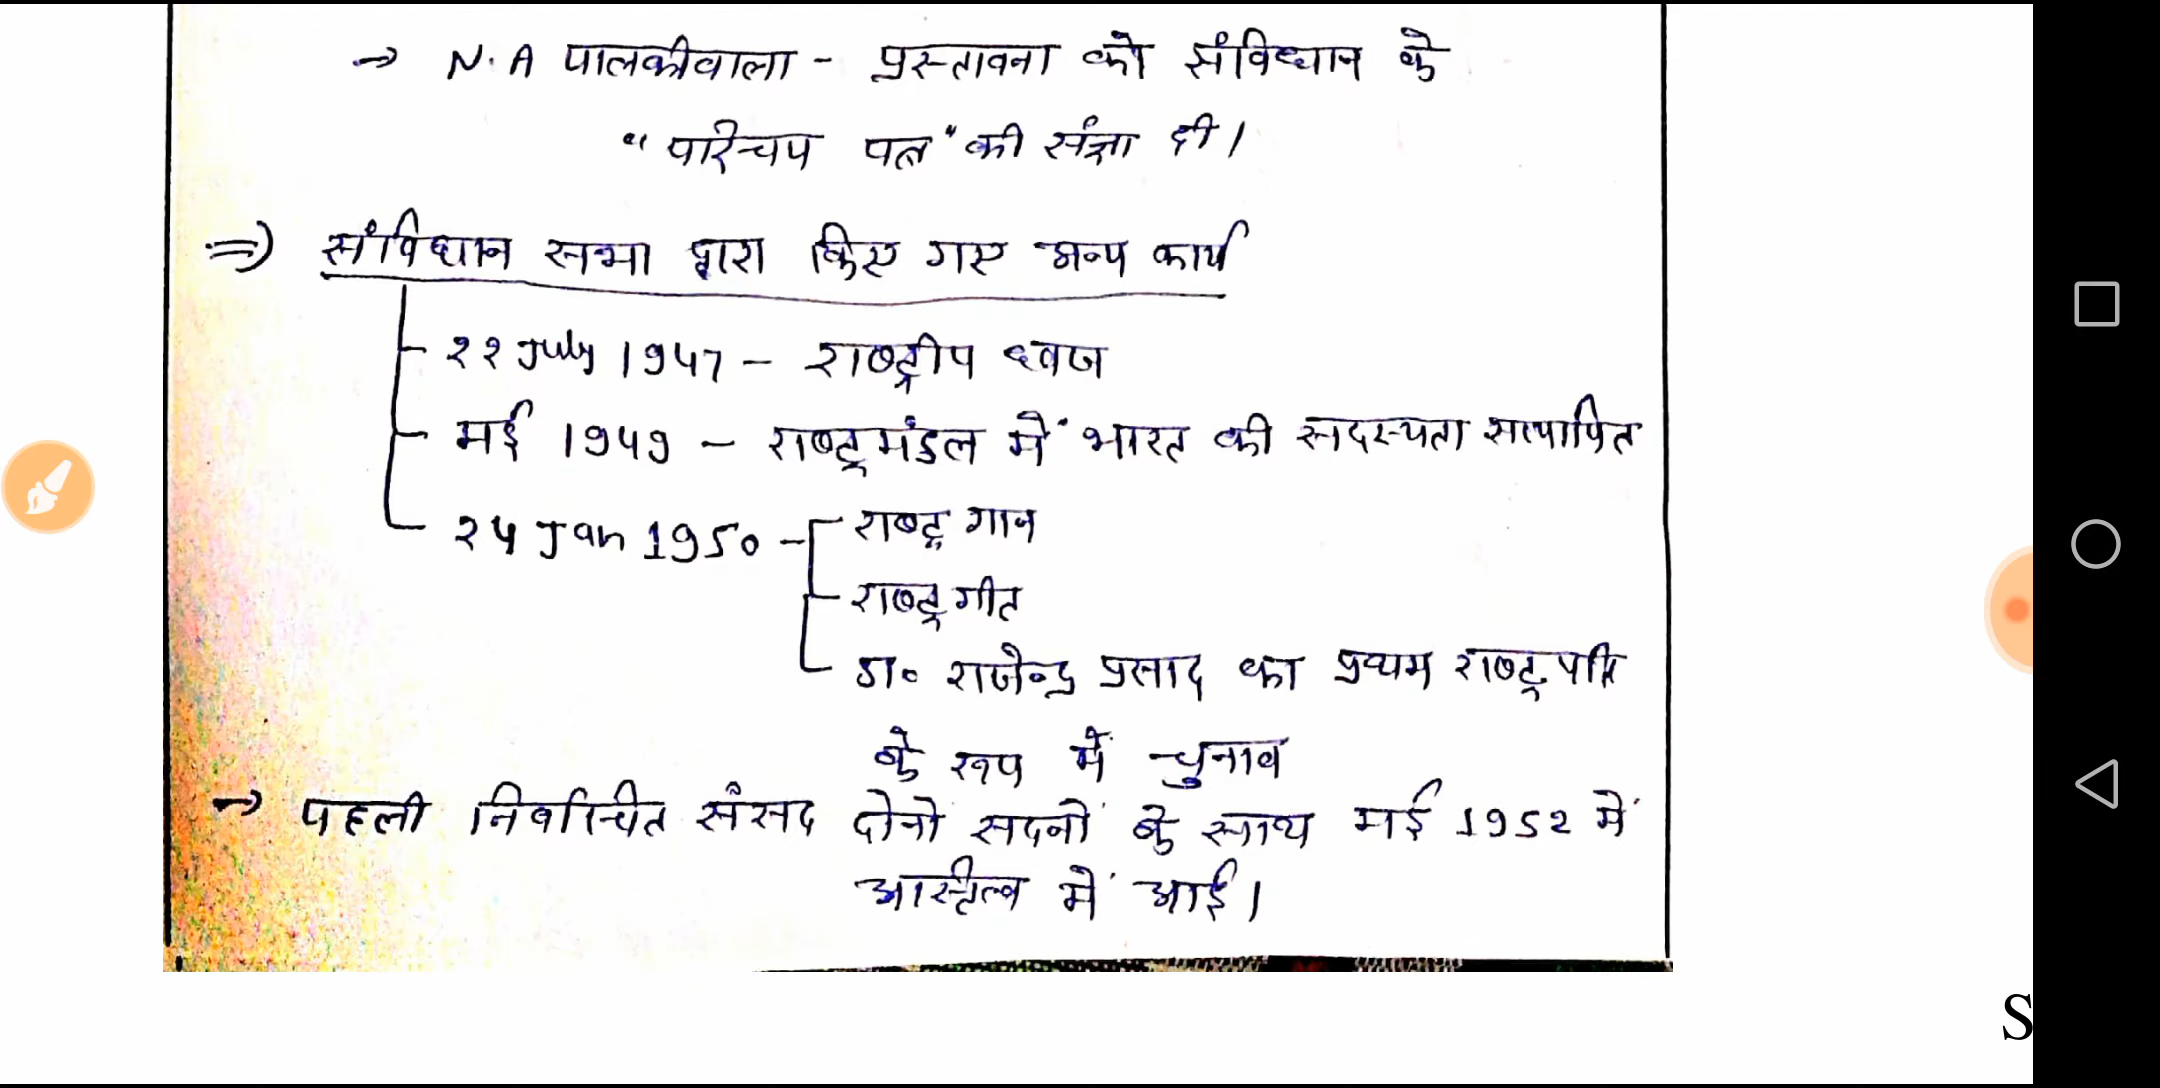 → N.A पालकीवाला - प्रस्तावना को संविधान के
"परिचय पत्र" की संज्ञा दी।
⇒ संविधान सभा द्वारा किए गए अन्य कार्य
22 July 1947 - राष्ट्रीय ध्वज
मई 1949 - राष्ट्रमंडल में भारत की सदस्यता सत्यापित
24 Jan 1950 - राष्ट्र गान
राष्ट्र गीत
डा० राजेन्द्र प्रसाद का प्रथम राष्ट्रपति
के रूप में चुनाव
→ पहली निर्वाचित संसद दोनों सदनों के साथ मई 1952 में
अस्तित्व में आई।
S